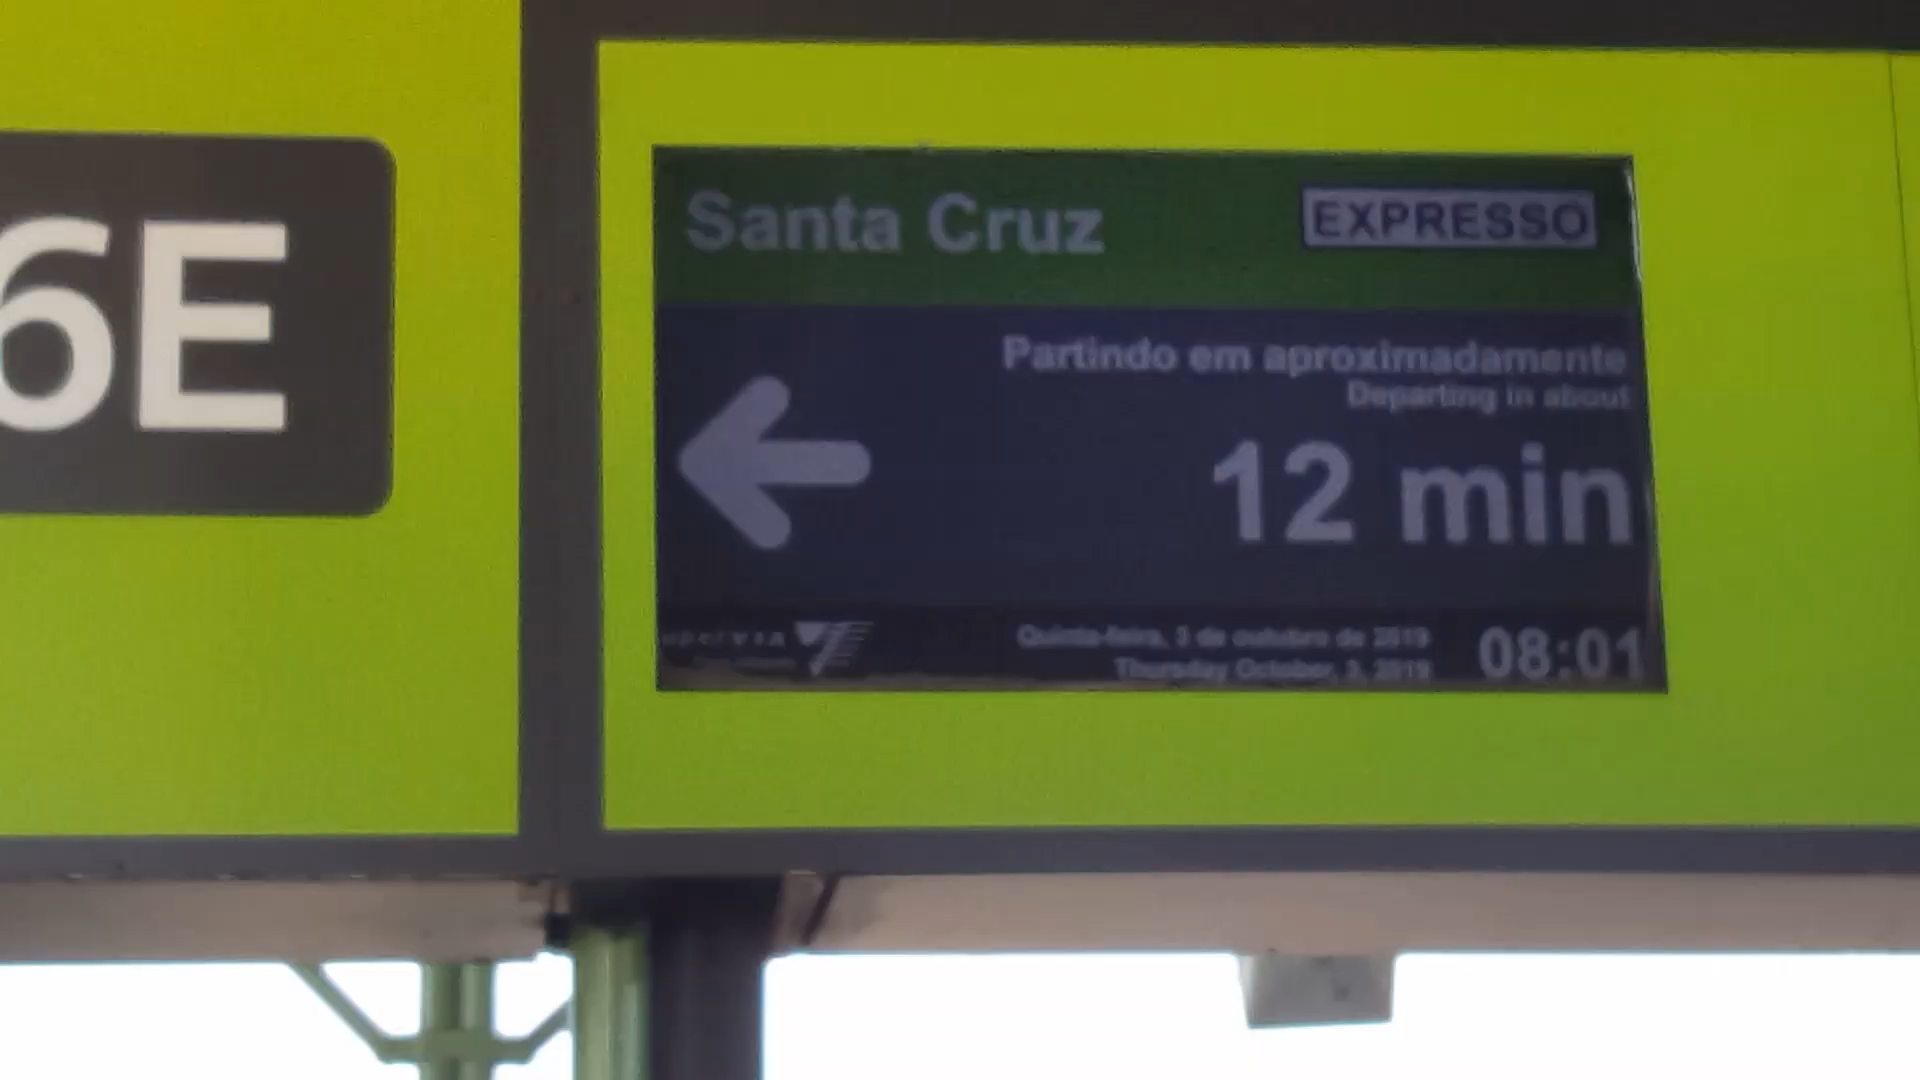 6E
Santa Cruz
EXPRESSO
Partindo em aproximadamente
Departing in about
12 min
Quinta-feira, 3 de outubro de 2019
Thursday October, 3, 2019
08:01